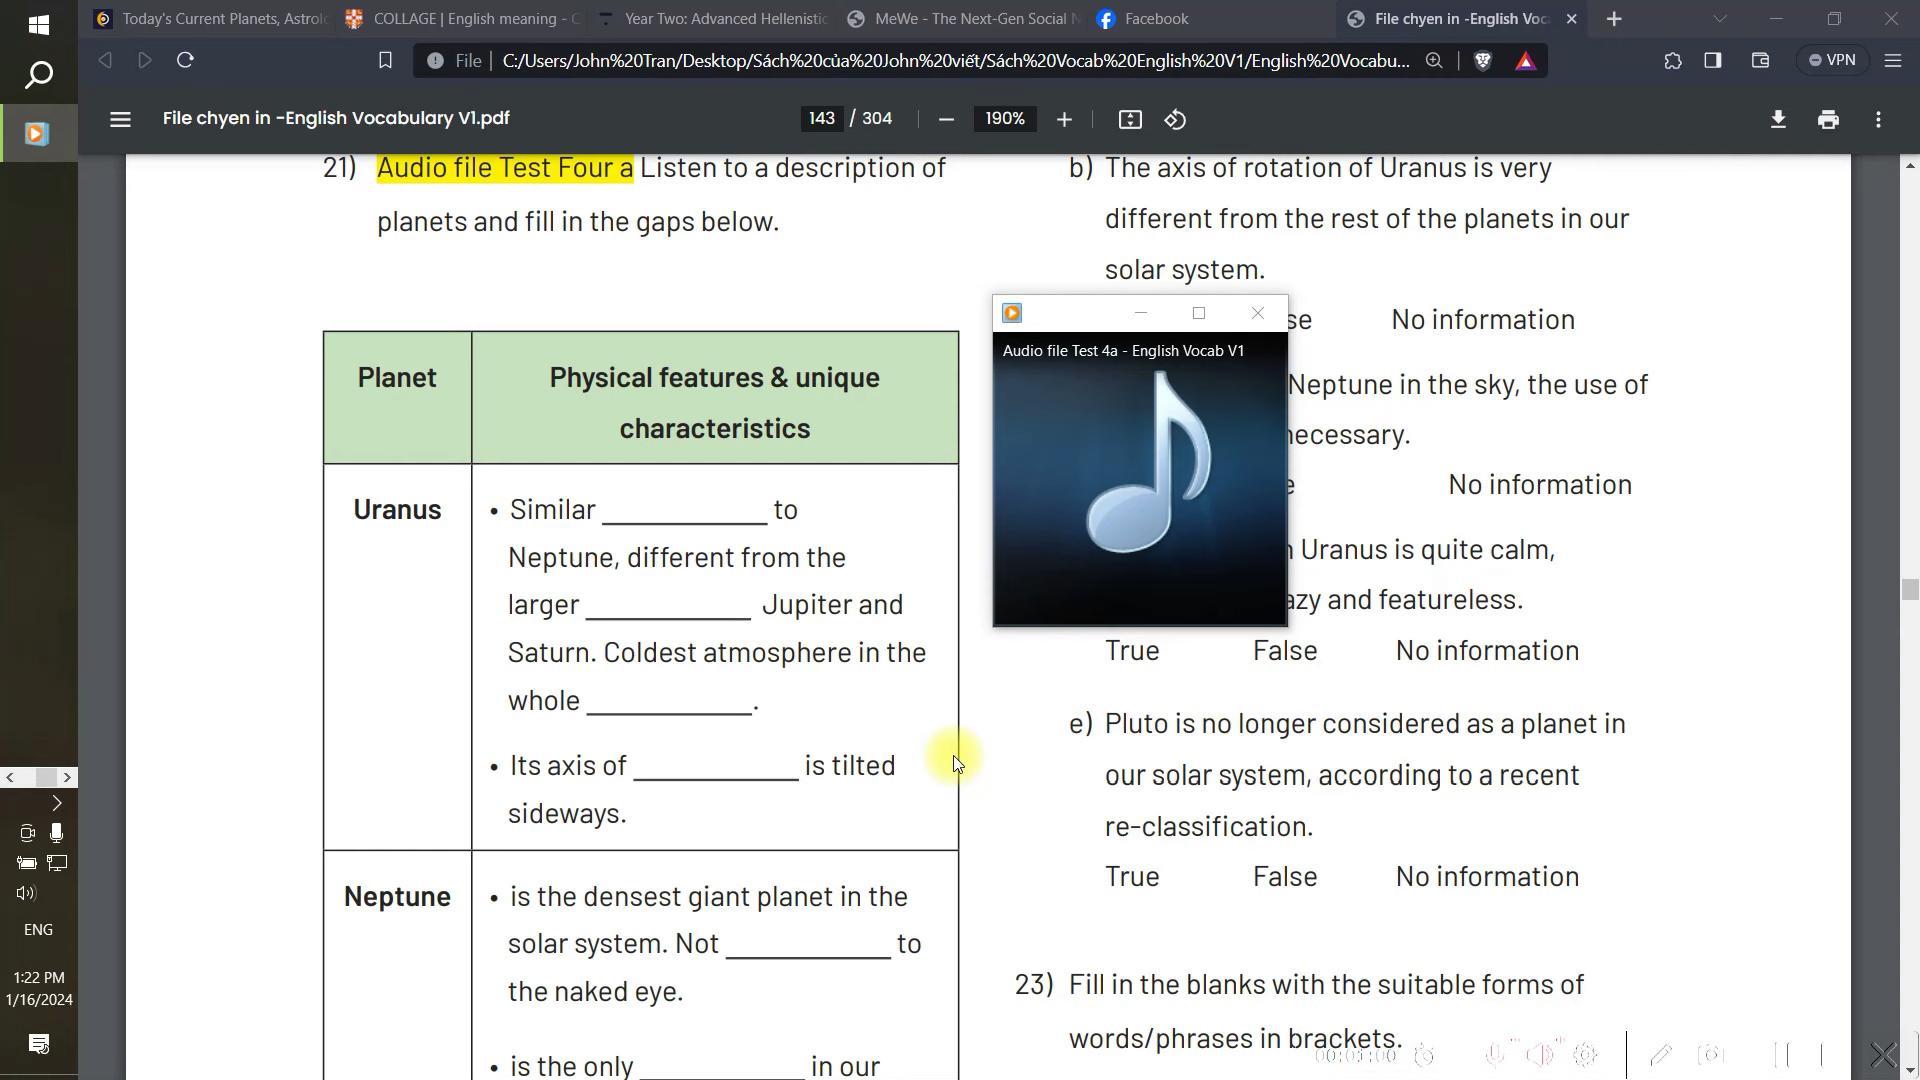 Today's Current Planets, Astrolo
COLLAGE | English meaning - C
Year Two: Advanced Hellenistic
MeWe - The Next-Gen Social N
Facebook
File chyen in -English Voc
File
C:/Users/John%20Tran/Desktop/Sách%20của%20John%20viết/Sách%20Vocab%20English%20V1/English%20Vocabu...
VPN
File chyen in -English Vocabulary V1.pdf
143 / 304
190%
21) Audio file Test Four a Listen to a description of
planets and fill in the gaps below.
Planet
Physical features & unique
characteristics
Uranus
• Similar ____________ to
Neptune, different from the
larger ____________ Jupiter and
Saturn. Coldest atmosphere in the
whole ____________.
• Its axis of ____________ is tilted
sideways.
Neptune
• is the densest giant planet in the
solar system. Not ____________ to
the naked eye.
• is the only ____________ in our
b) The axis of rotation of Uranus is very
different from the rest of the planets in our
solar system.
se No information
Neptune in the sky, the use of
necessary.
e No information
n Uranus is quite calm,
azy and featureless.
True False No information
e) Pluto is no longer considered as a planet in
our solar system, according to a recent
re-classification.
True False No information
23) Fill in the blanks with the suitable forms of
words/phrases in brackets.
Audio file Test 4a - English Vocab V1
00:01:00
ENG
1:22 PM
1/16/2024